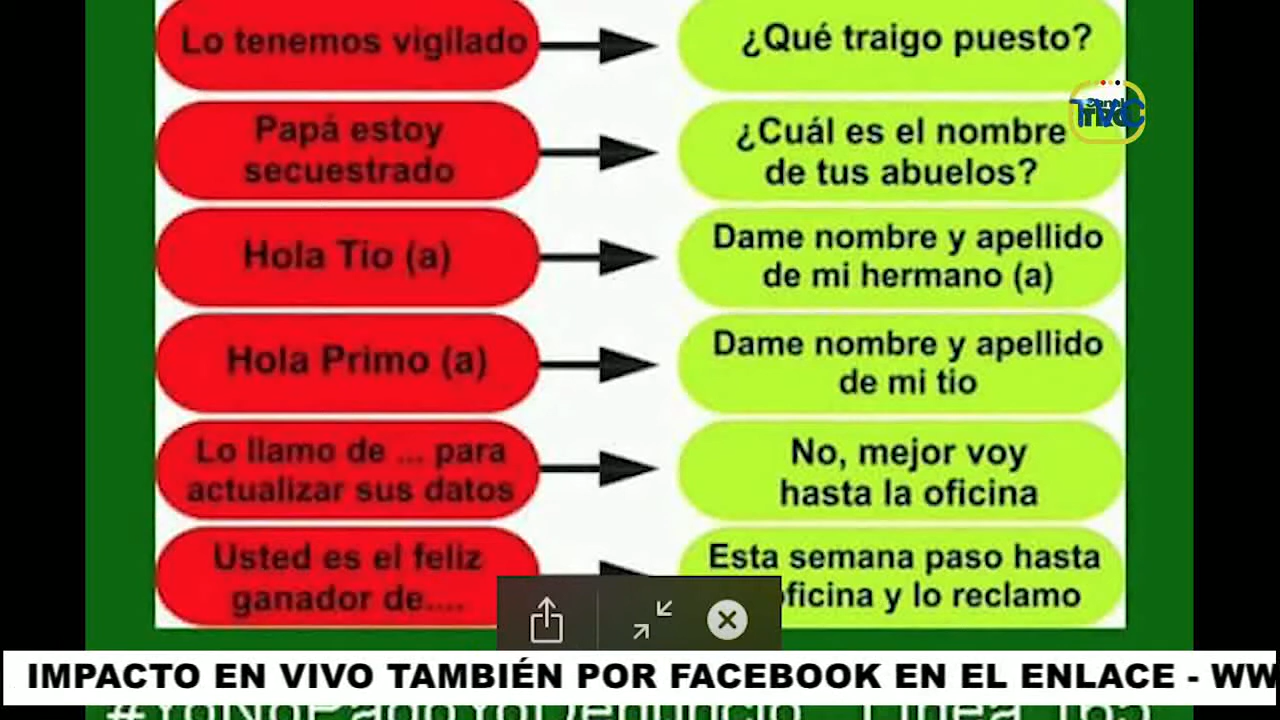 Lo tenemos vigilado
¿Qué traigo puesto?
Papá estoy
secuestrado
¿Cuál es el nombre
de tus abuelos?
Hola Tio (a)
Dame nombre y apellido
de mi hermano (a)
Hola Primo (a)
Dame nombre y apellido
de mi tio
Lo llamo de ... para
actualizar sus datos
No, mejor voy
hasta la oficina
Usted es el feliz
ganador de....
Esta semana paso hasta
oficina y lo reclamo
IMPACTO EN VIVO TAMBIÉN POR FACEBOOK EN EL ENLACE - WW
#YoNoPagoYoDenuncio Línea 165